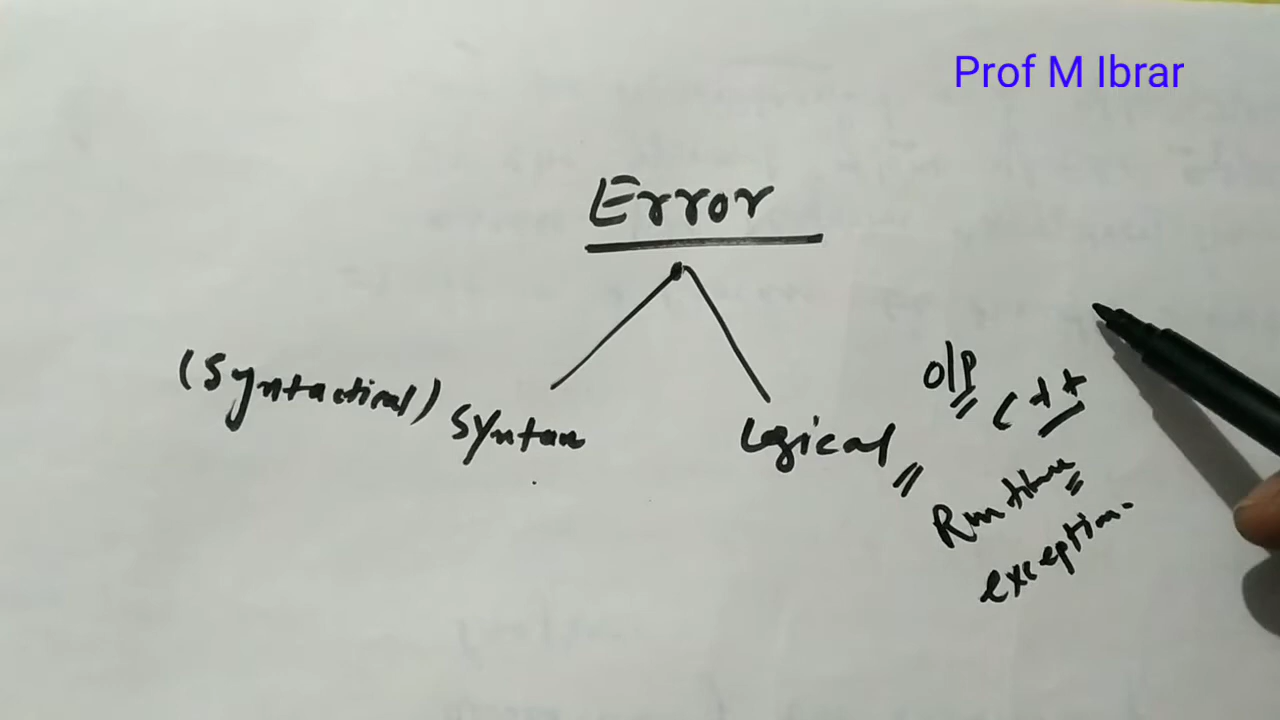 Prof M Ibrar
Error
(Syntactical) Syntax
Logical
O/P
C++
Runtime
exception